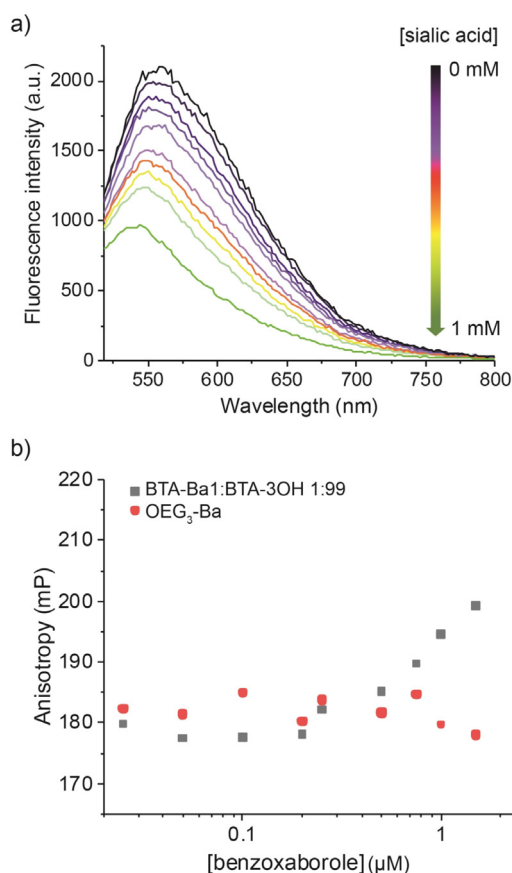 a)
[sialic acid]
0 mM
1 mM
Fluorescence intensity (a.u.)
2000
1500
1000
500
0
550 600 650 700 750 800
Wavelength (nm)
b)
BTA-Ba1:BTA-3OH 1:99
OEG₃-Ba
Anisotropy (mP)
220
210
200
190
180
170
0.1 1
[benzoxaborole] (µM)